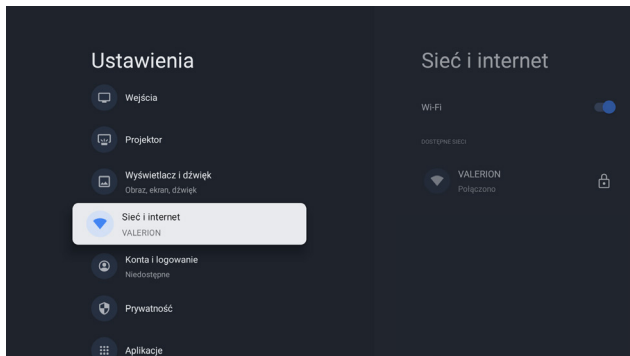 Ustawienia
Wejścia
Projektor
Wyświetlacz i dźwięk
Obraz, ekran, dźwięk
Sieć i internet
VALERION
Konta i logowanie
Niedostępne
Prywatność
Aplikacje
Sieć i internet
Wi-Fi
DOSTĘPNE SIECI
VALERION
Połączono